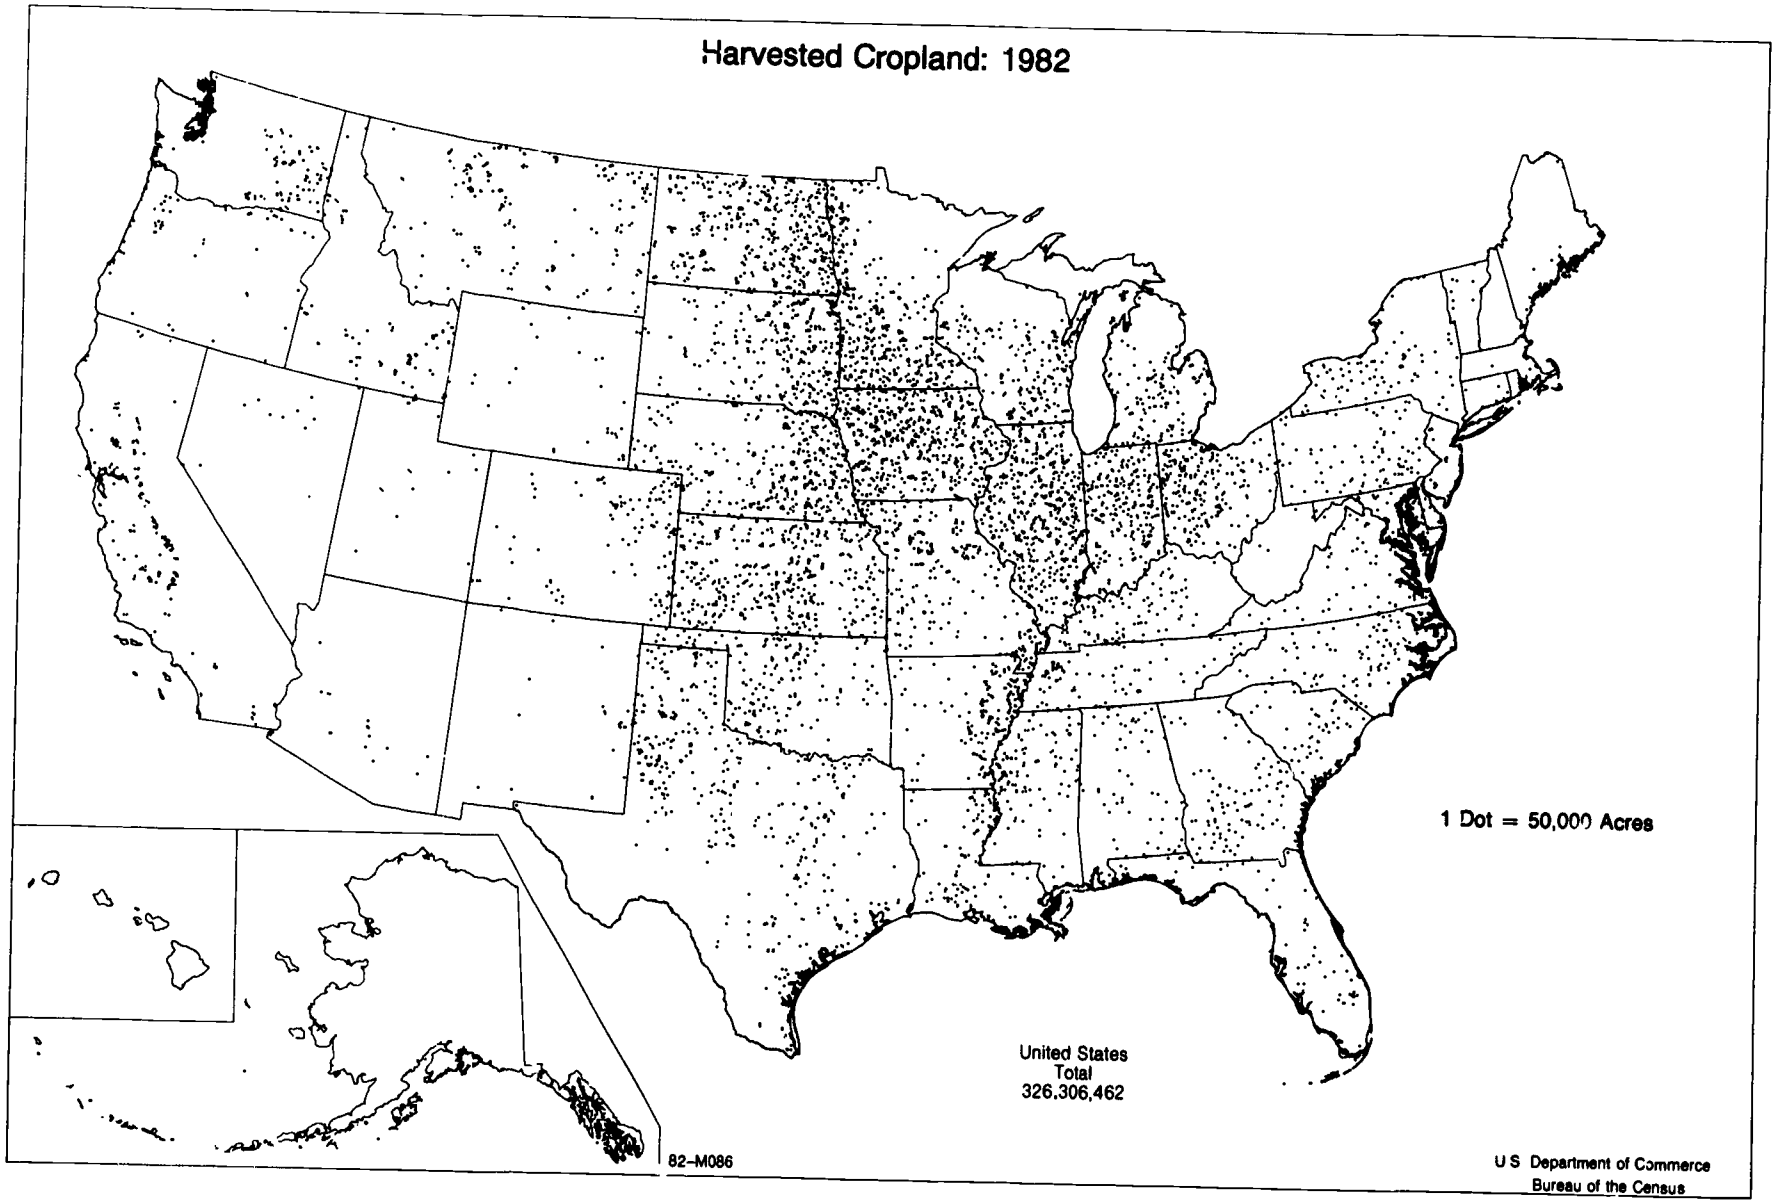 Harvested Cropland: 1982
1 Dot = 50,000 Acres
United States
Total
326,306,462
82-M086
U S Department of Commerce
Bureau of the Census